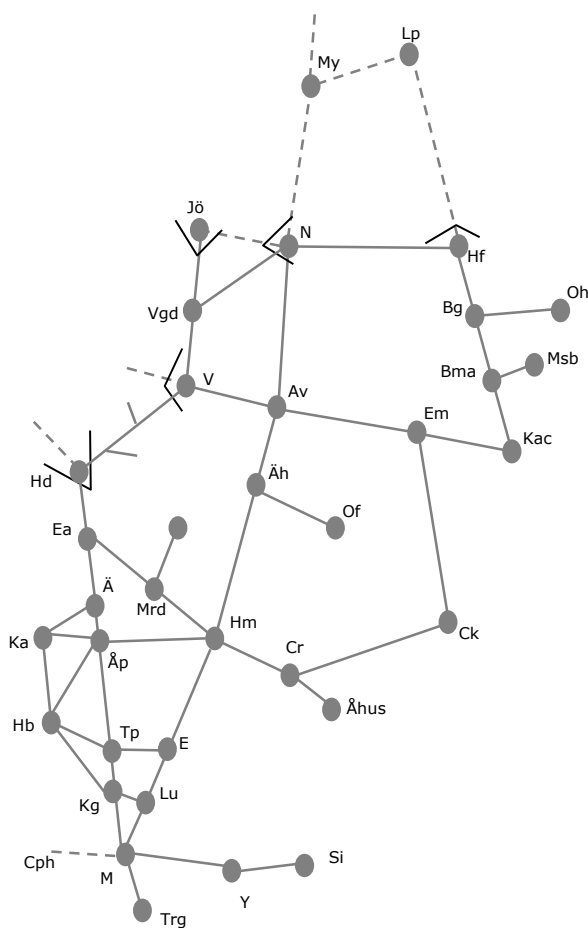 Lp
My
Jö
N
Hf
Oh
Vgd
Bg
Msb
V
Bma
Av
Em
Kac
Hd
Äh
Of
Ea
Ä
Mrd
Ka
Hm
Ck
Åp
Cr
Åhus
Hb
Tp
E
Kg
Lu
Cph
M
Si
Y
Trg